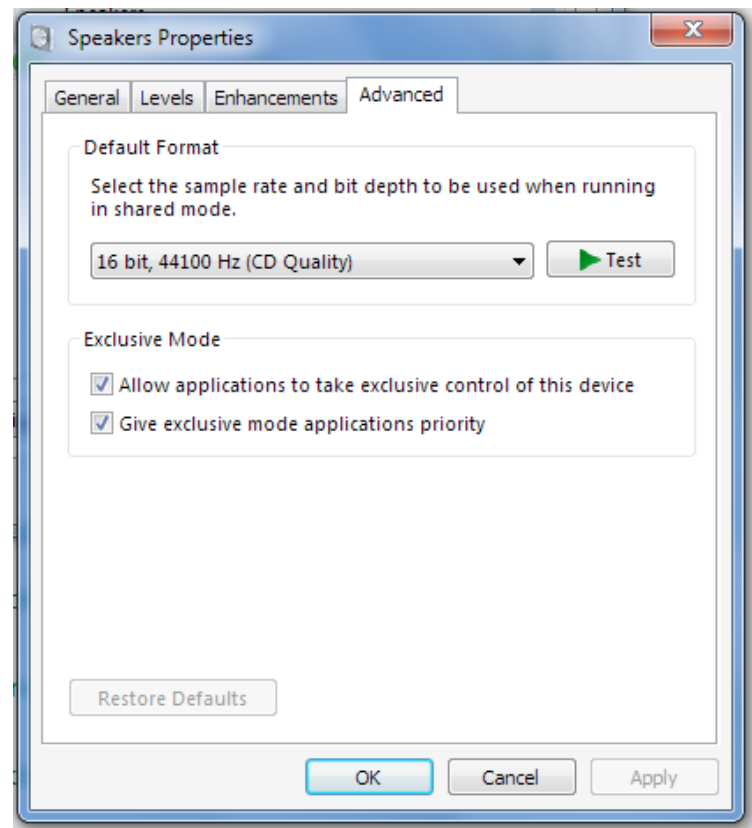 Speakers Properties
General Levels Enhancements Advanced
Default Format
Select the sample rate and bit depth to be used when running
in shared mode.
16 bit, 44100 Hz (CD Quality)
Test
Exclusive Mode
Allow applications to take exclusive control of this device
Give exclusive mode applications priority
Restore Defaults
OK Cancel Apply